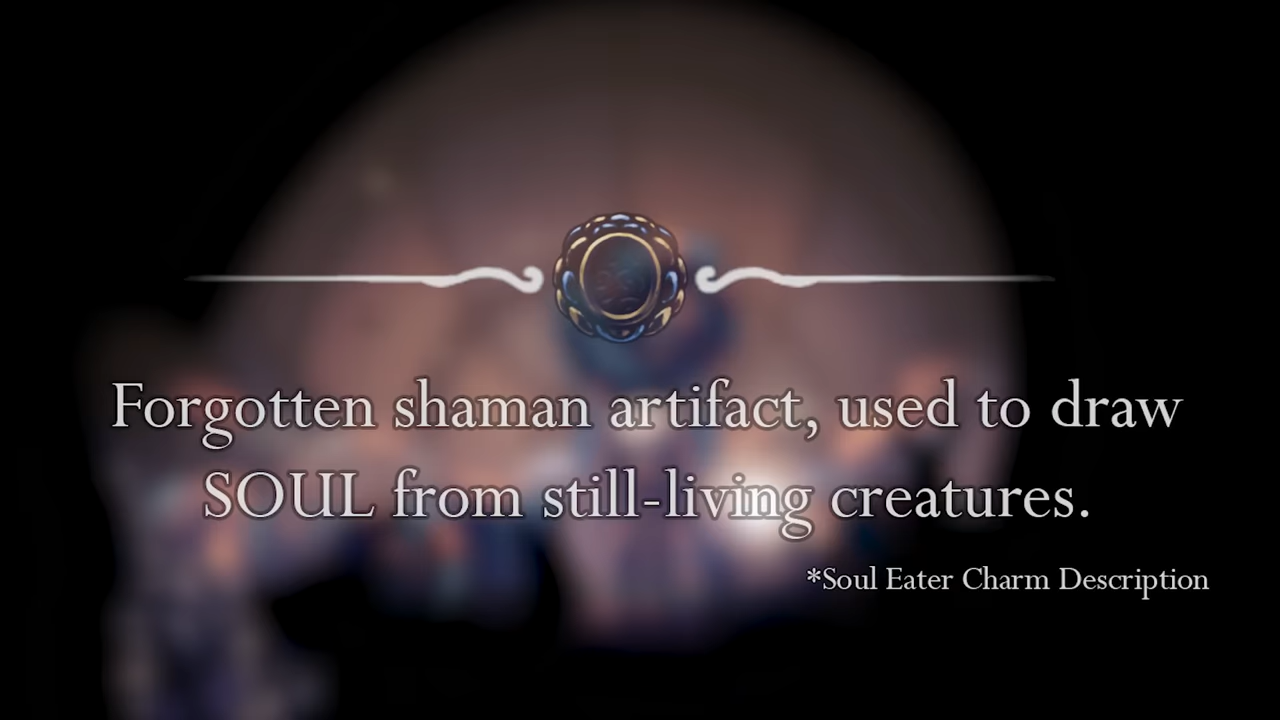 Forgotten shaman artifact, used to draw
SOUL from still-living creatures.
*Soul Eater Charm Description